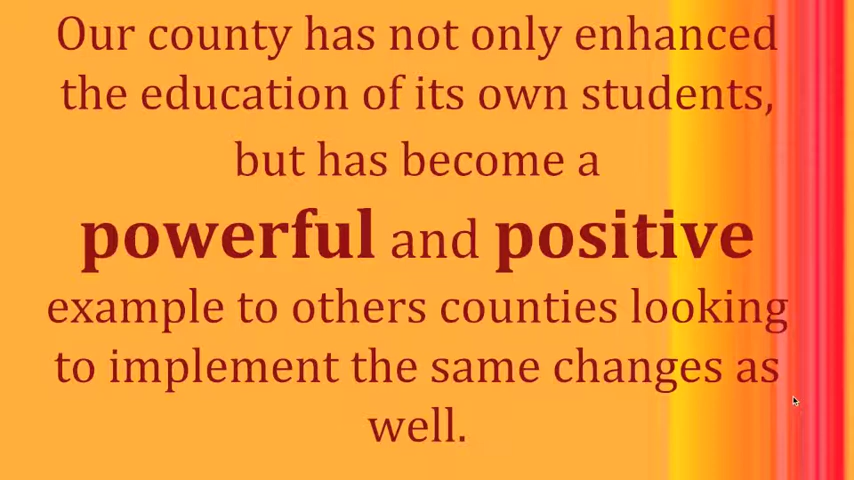 Our county has not only enhanced
the education of its own students,
but has become a
powerful and positive
example to others counties looking
to implement the same changes as
well.